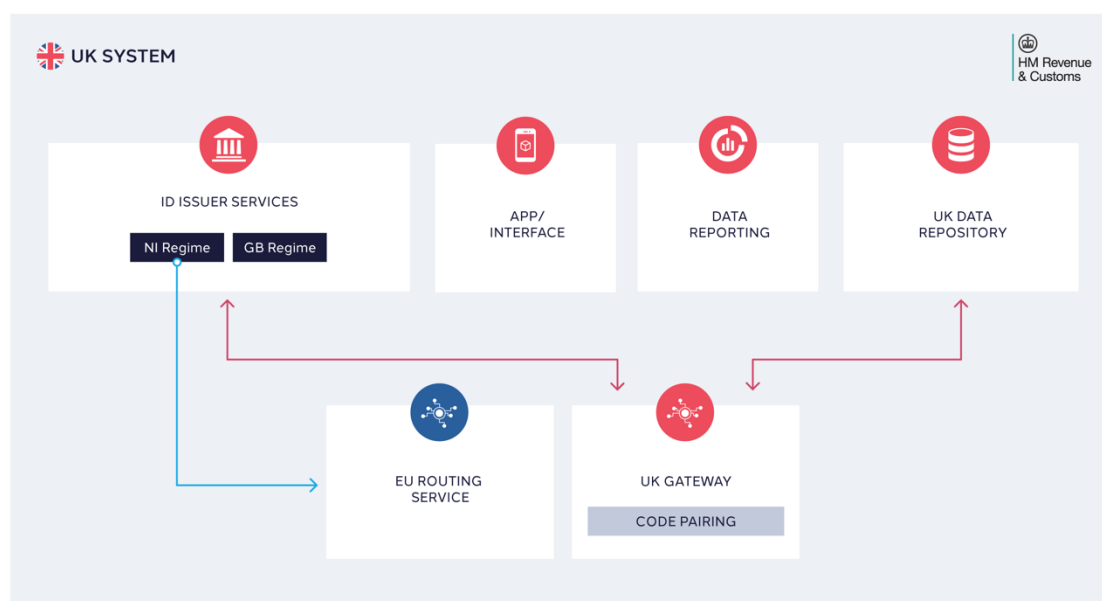 UK SYSTEM
HM Revenue
& Customs
ID ISSUER SERVICES
NI Regime
GB Regime
APP/
INTERFACE
DATA
REPORTING
UK DATA
REPOSITORY
EU ROUTING
SERVICE
UK GATEWAY
CODE PAIRING